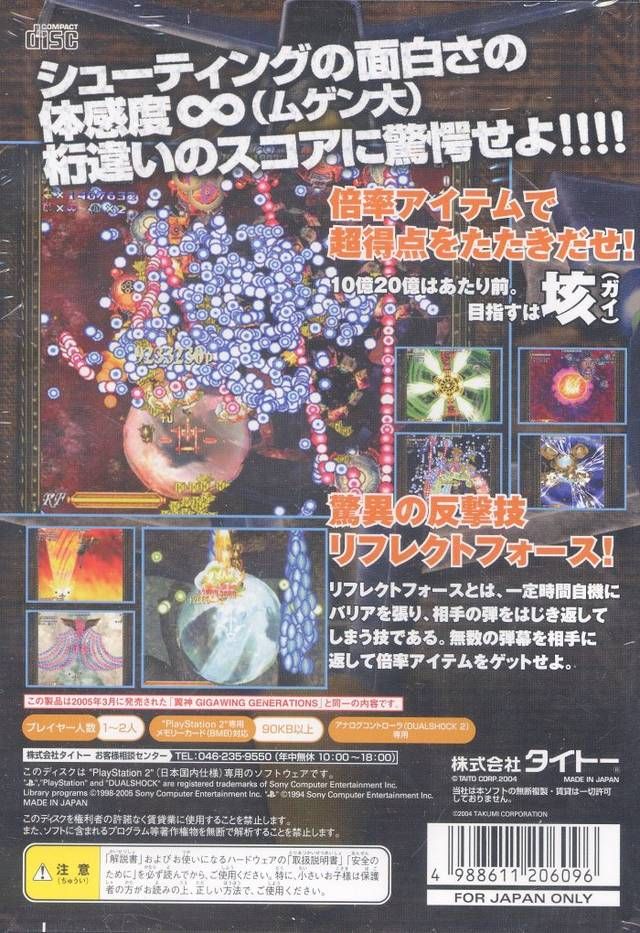 COMPACT
disc
シューティングの面白さの
体感度∞(ムゲン大)
桁違いのスコアに驚愕せよ!!!!
倍率アイテムで
超得点をたたきだせ!
10億20億はあたり前。
目指すは垓(ガイ)
驚異の反撃技
リフレクトフォース!
リフレクトフォースとは、一定時間自機に
バリアを張り、相手の弾をはじき返して
しまう技である。無数の弾幕を相手に
返して倍率アイテムをゲットせよ。
この製品は2005年3月に発売された「翼神 GIGAWING GENERATIONS」と同一の内容です。
プレイヤー人数 1〜2人
"PlayStation 2"専用
メモリーカード(8MB)対応
90KB以上
アナログコントローラ(DUALSHOCK 2)
専用
株式会社タイトー お客様相談センター TEL:046-235-9550 (年中無休 10:00〜18:00)
このディスクは "PlayStation 2" (日本国内仕様) 専用のソフトウェアです。
"PlayStation" and "DUALSHOCK" are registered trademarks of Sony Computer Entertainment Inc.
Library programs ©1998-2005 Sony Computer Entertainment Inc. ©1994 Sony Computer Entertainment Inc.
MADE IN JAPAN
このディスクを権利者の許諾なく賃貸業に使用することを禁止します。
また、ソフトに含まれるプログラム等著作権物を無断で解析することを禁止します。
株式会社タイトー®
©TAITO CORP.2004 MADE IN JAPAN
当社は本ソフトの無断複製・賃貸は一切許可
しておりません。
©2004 TAKUMI CORPORATION
注意
(ちゅうい)
「解説書」およびお使いになるハードウェアの「取扱説明書」「安全の
ために」を必ず読んでから、ご使用ください。特に、小さいお子様は保護
者の方がお読みの上、正しい方法で、ご使用ください。
4 988611 206096
FOR JAPAN ONLY